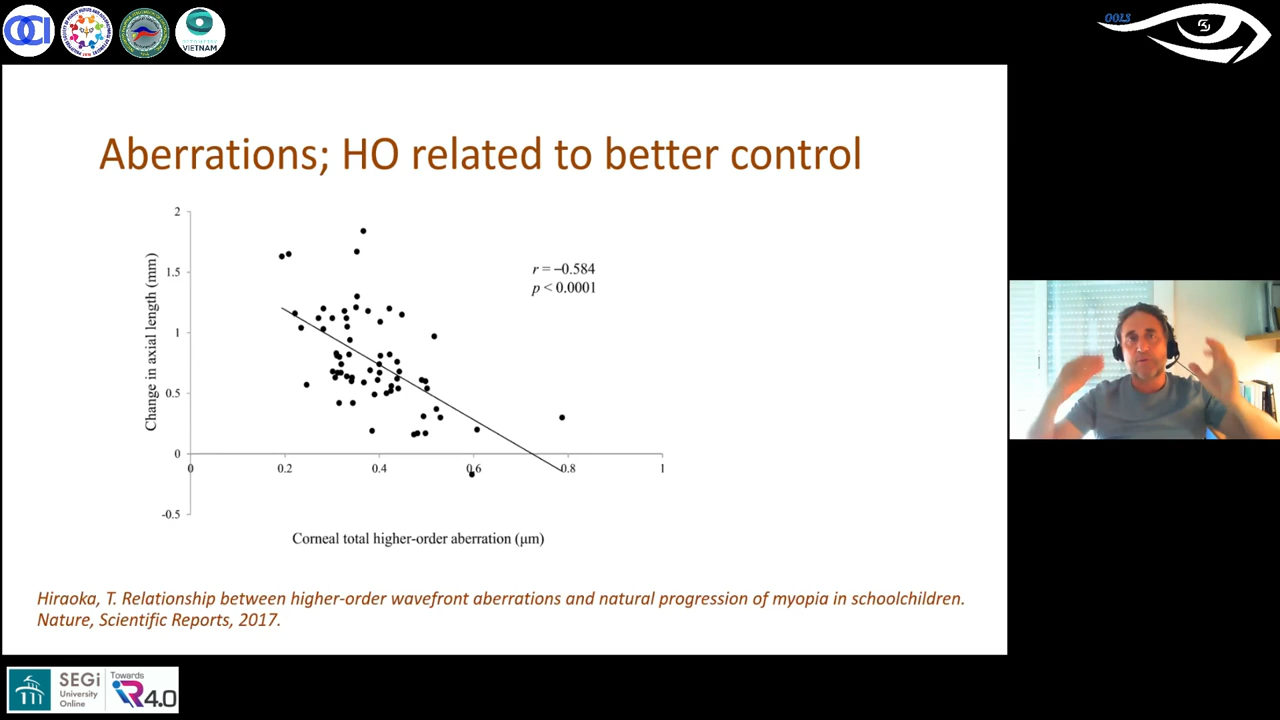 OCI
VIETNAM
OOLS
Aberrations; HO related to better control
2
1.5
1
0.5
0
-0.5
Change in axial length (mm)
r = −0.584
p < 0.0001
0
0.2
0.4
0.6
0.8
1
Corneal total higher-order aberration (μm)
Hiraoka, T. Relationship between higher-order wavefront aberrations and natural progression of myopia in schoolchildren.
Nature, Scientific Reports, 2017.
SEGi
University
Online
Towards
iR4.0